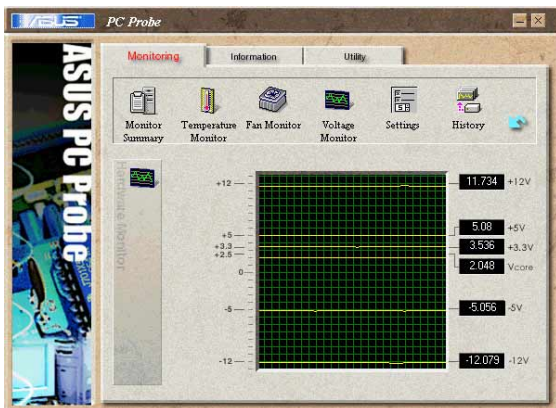 ASUS PC Probe
ASUS PC Probe
Monitoring
Information
Utility
Monitor Summary
Temperature Monitor
Fan Monitor
Voltage Monitor
Settings
History
Hardware Monitor
+12
+5
+3.3
+2.5
0
-5
-12
11.734 +12V
5.08 +5V
3.536 +3.3V
2.048 Vcore
-5.056 -5V
-12.079 -12V